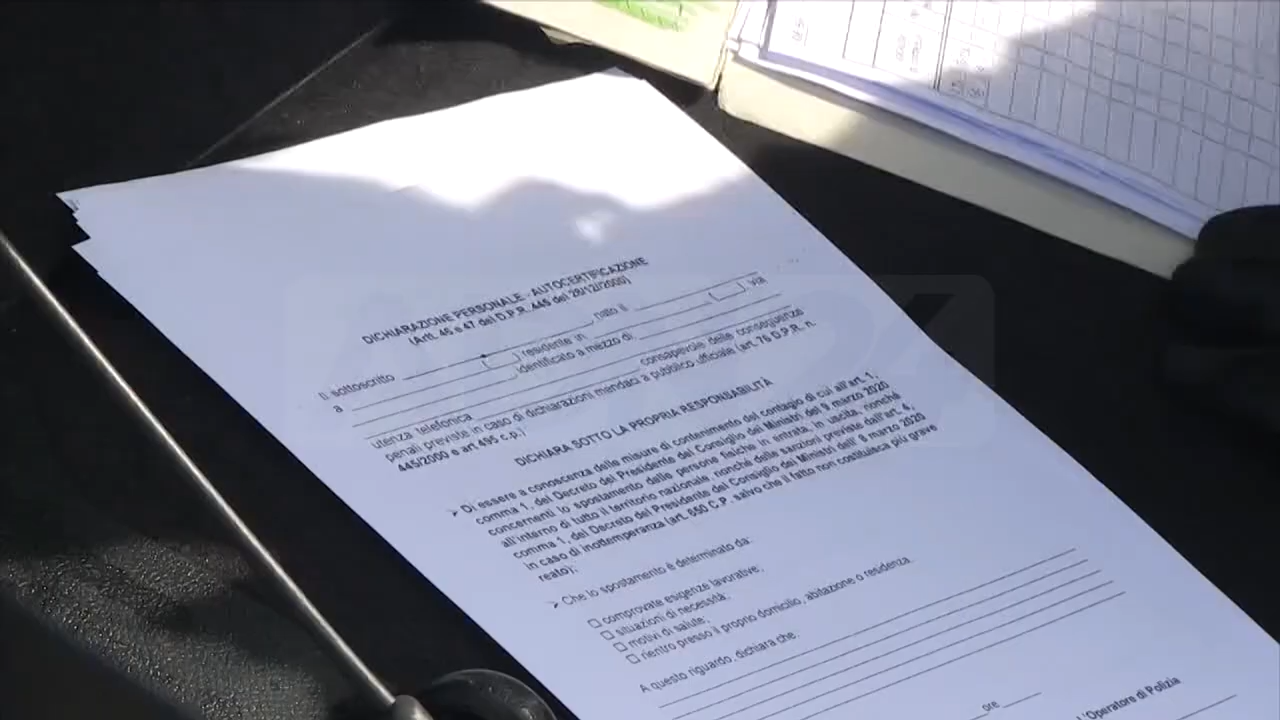 DICHIARAZIONE PERSONALE - AUTOCERTIFICAZIONE
(Artt. 46 e 47 del D.P.R. 445 del 28/12/2000)
Il sottoscritto ____________, nato il ____________ (____) via
a ____________ (____) residente in
____________, identificato a mezzo di
utenza telefonica ____________, consapevole delle conseguenze
penali previste in caso di dichiarazioni mendaci a pubblico ufficiale (art. 76 D.P.R. n.
445/2000 e art 495 c.p.)
DICHIARA SOTTO LA PROPRIA RESPONSABILITÀ
➢ Di essere a conoscenza delle misure di contenimento del contagio di cui all'art. 1,
comma 1, del Decreto del Presidente del Consiglio dei Ministri del 9 marzo 2020
concernenti lo spostamento delle persone fisiche in entrata, in uscita, nonché
all'interno di tutto il territorio nazionale, nonché delle sanzioni previste dall'art. 4,
comma 1, del Decreto del Presidente del Consiglio dei Ministri dell' 8 marzo 2020
in caso di inottemperanza (art. 650 C.P. salvo che il fatto non costituisca più grave
reato);
➢ Che lo spostamento è determinato da:
☐ comprovate esigenze lavorative;
☐ situazioni di necessità;
☐ motivi di salute;
☐ rientro presso il proprio domicilio, abitazione o residenza.
A questo riguardo, dichiara che
ore
L'Operatore di Polizia